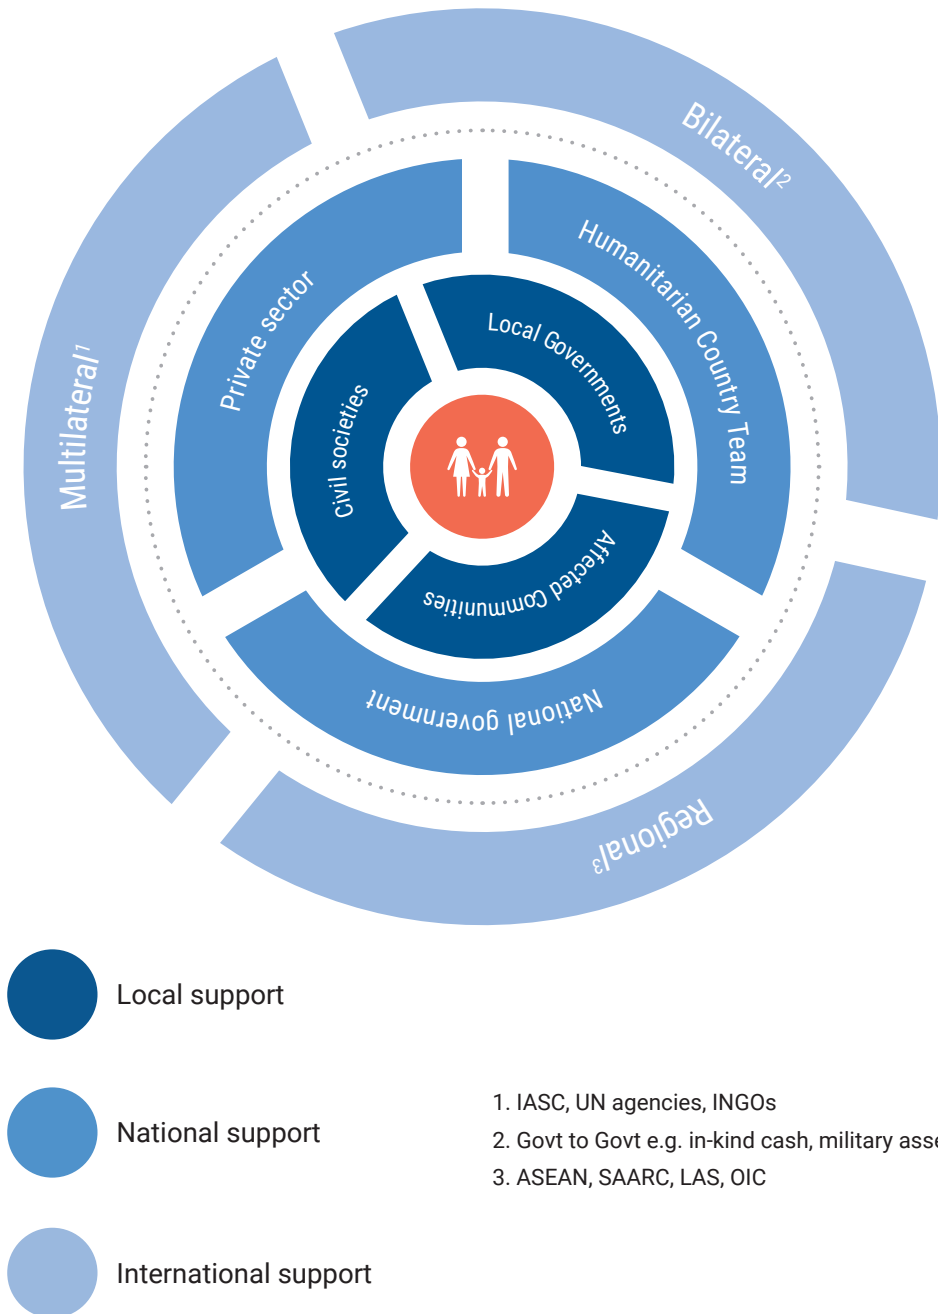 Bilateral²
Multilateral¹
Regional³
Private sector
Humanitarian Country Team
National government
Civil societies
Local Governments
Affected Communities
Local support
National support
International support
1. IASC, UN agencies, INGOs
2. Govt to Govt e.g. in-kind cash, military
3. ASEAN, SAARC, LAS, OIC